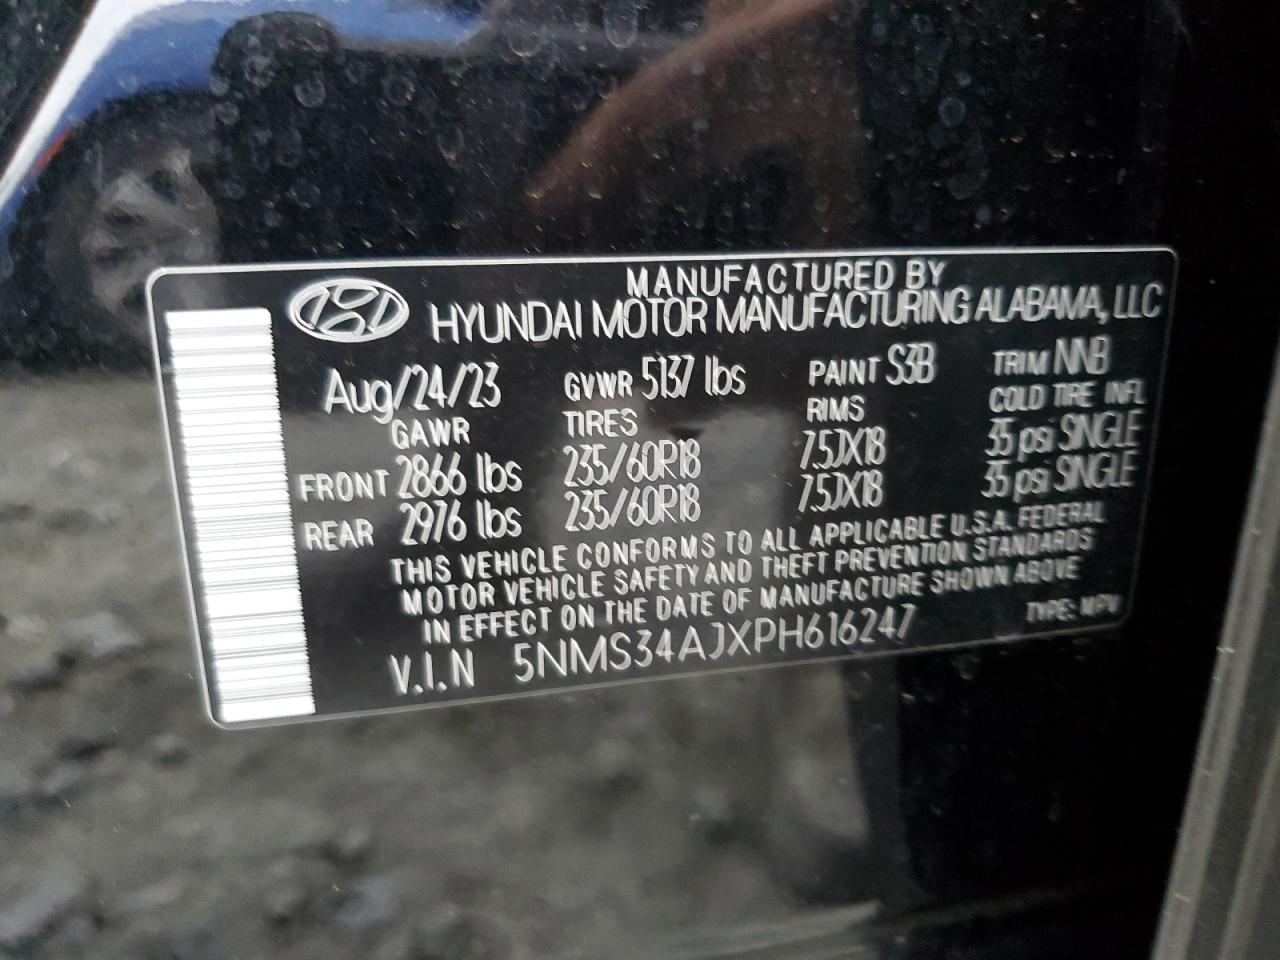 MANUFACTURED BY
HYUNDAI MOTOR MANUFACTURING ALABAMA, LLC
Aug/24/23 GVWR 5137 lbs PAINT S3B TRIM NNB
GAWR TIRES RIMS COLD TIRE INFL
FRONT 2866 lbs 235/60R18 7.5JX18 35 psi SINGLE
REAR 2976 lbs 235/60R18 7.5JX18 35 psi SINGLE
THIS VEHICLE CONFORMS TO ALL APPLICABLE U.S.A. FEDERAL
MOTOR VEHICLE SAFETY AND THEFT PREVENTION STANDARDS
IN EFFECT ON THE DATE OF MANUFACTURE SHOWN ABOVE
V.I.N 5NMS34AJXPH616247 TYPE: MPV